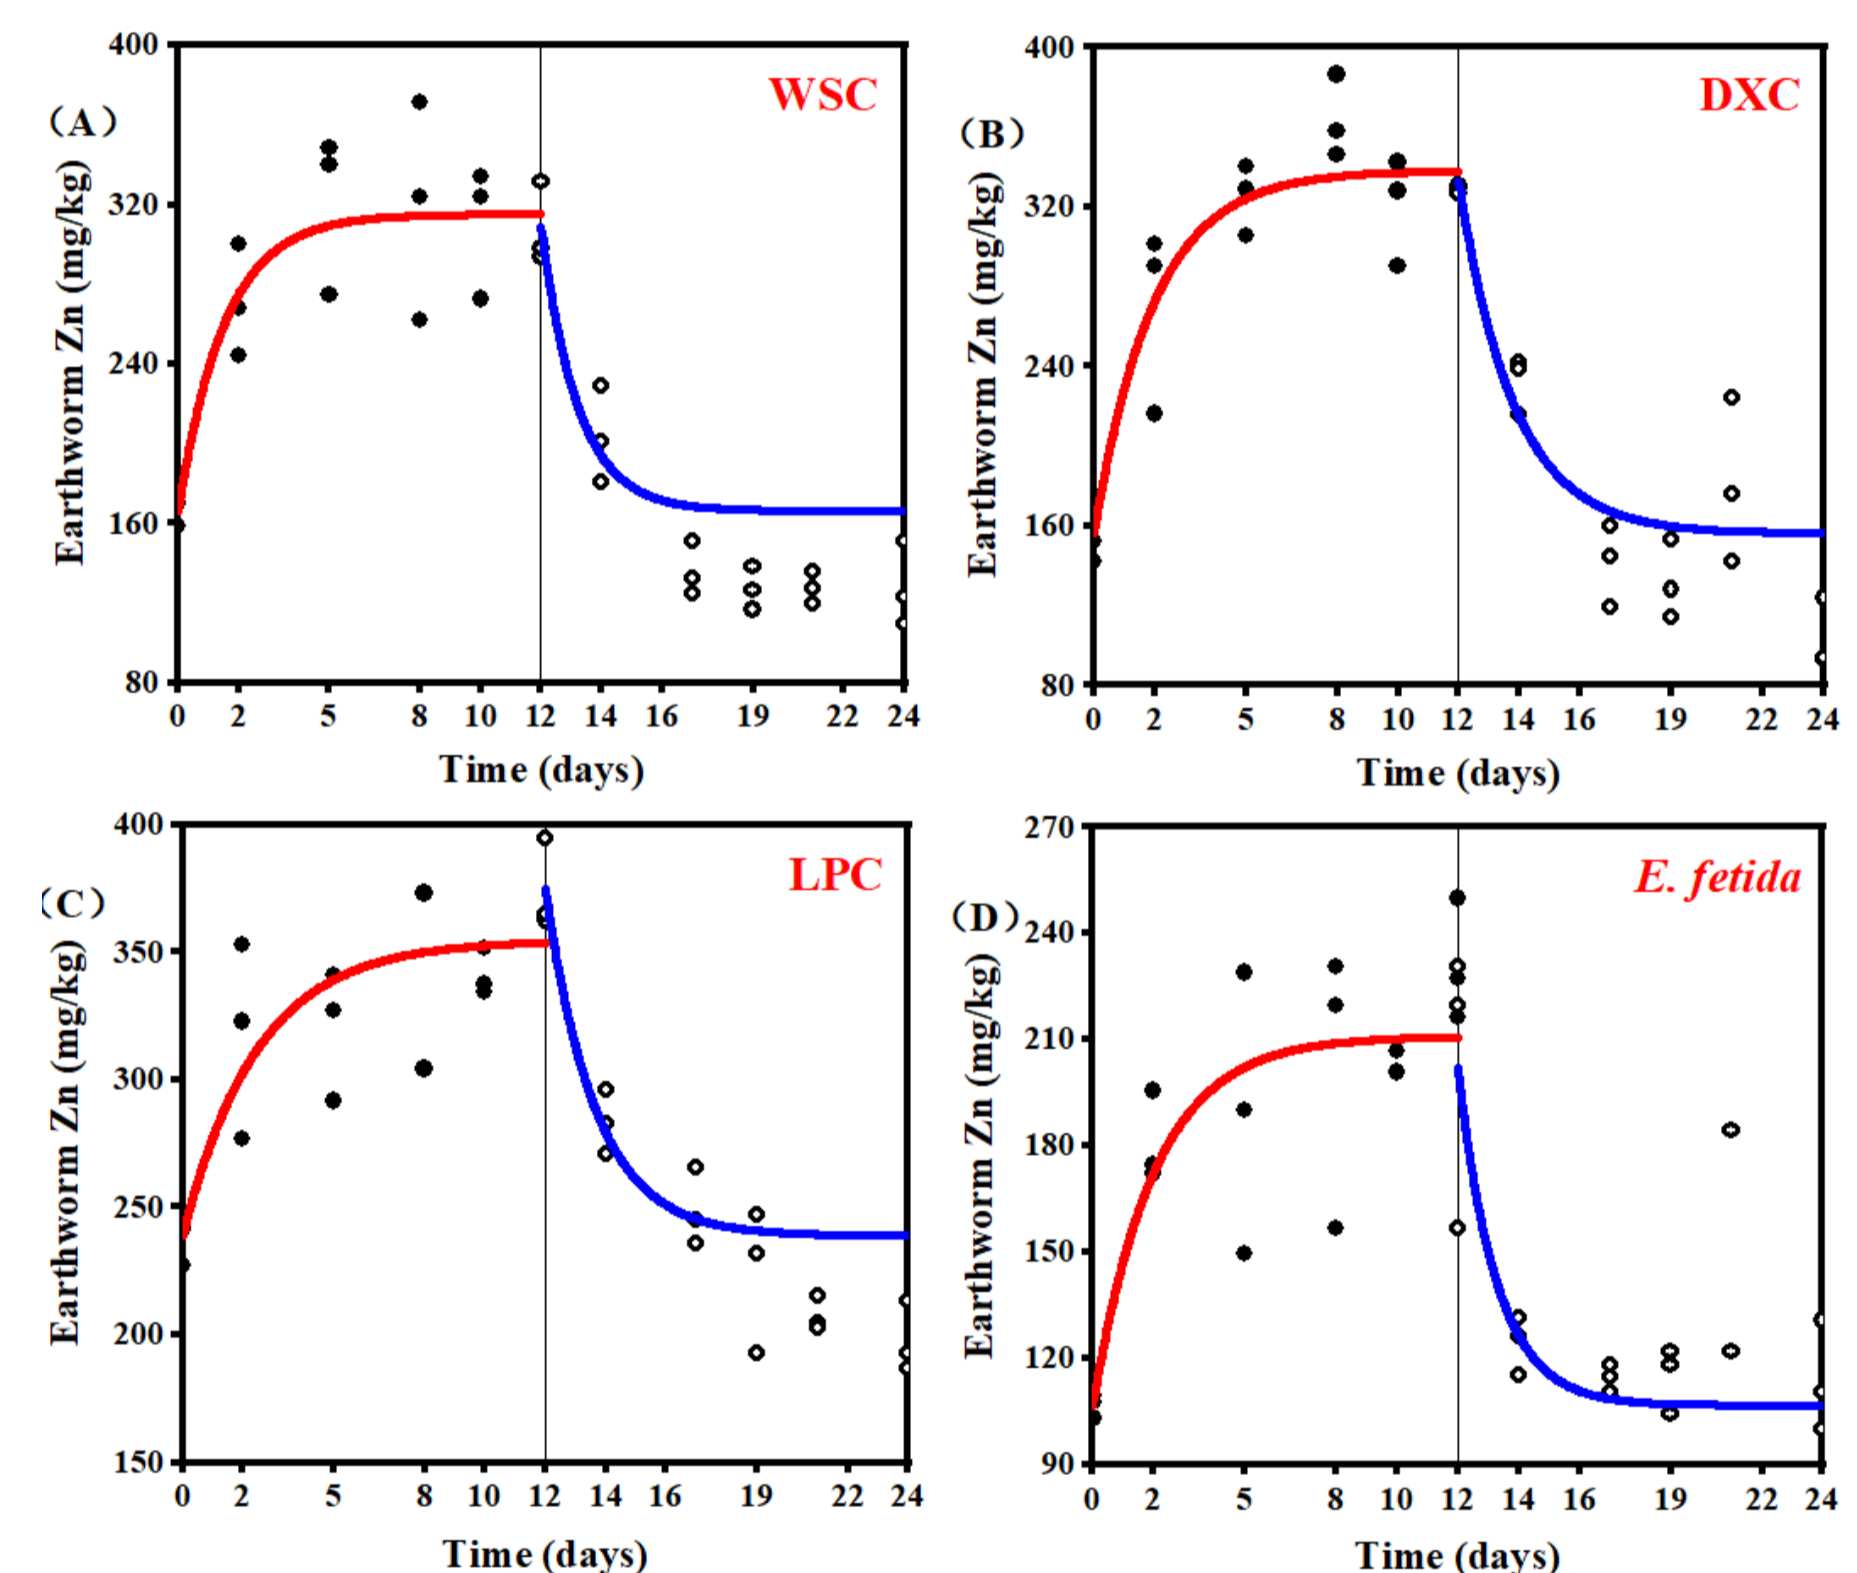 (A)
WSC
Earthworm Zn (mg/kg)
400
320
240
160
80
0 2 5 8 10 12 14 16 19 22 24
Time (days)
(B)
DXC
Earthworm Zn (mg/kg)
400
320
240
160
80
0 2 5 8 10 12 14 16 19 22 24
Time (days)
(C)
LPC
Earthworm Zn (mg/kg)
400
350
300
250
200
150
0 2 5 8 10 12 14 16 19 22 24
Time (days)
(D)
E. fetida
Earthworm Zn (mg/kg)
270
240
210
180
150
120
90
0 2 5 8 10 12 14 16 19 22 24
Time (days)